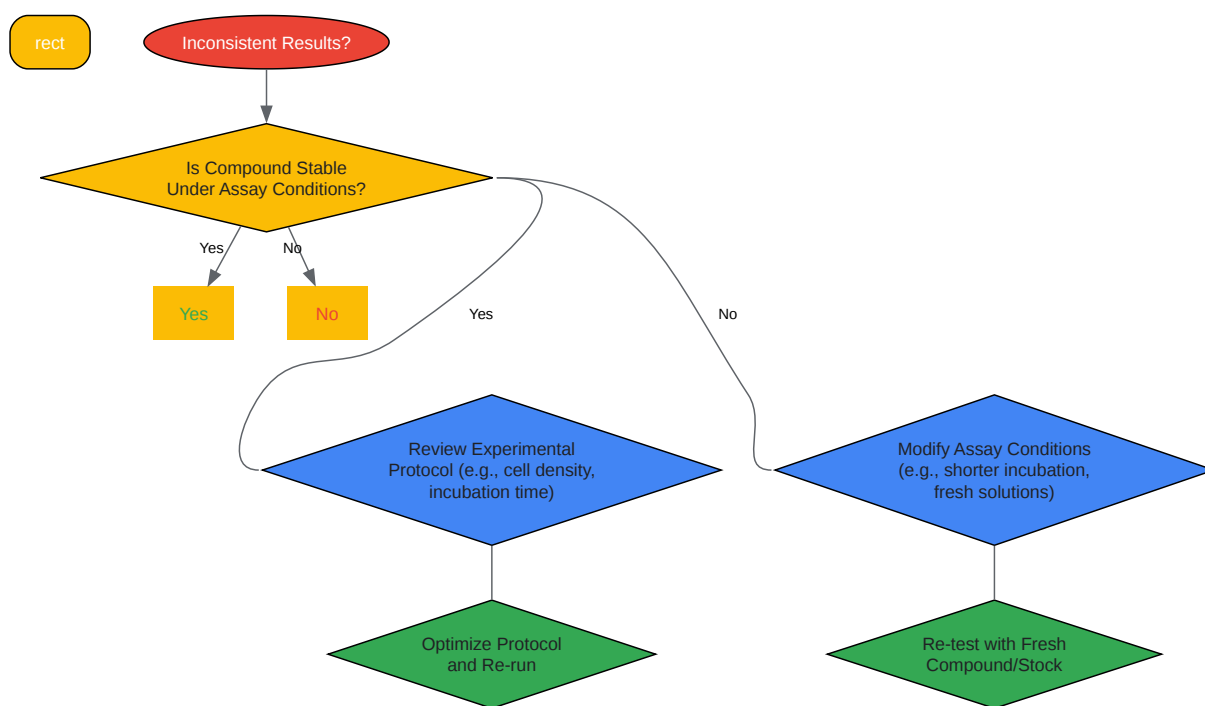 rect
Inconsistent Results?
Is Compound Stable
Under Assay Conditions?
Yes
No
Yes
No
Yes
No
Review Experimental
Protocol (e.g., cell density,
incubation time)
Modify Assay Conditions
(e.g., shorter incubation,
fresh solutions)
Optimize Protocol
and Re-run
Re-test with Fresh
Compound/Stock